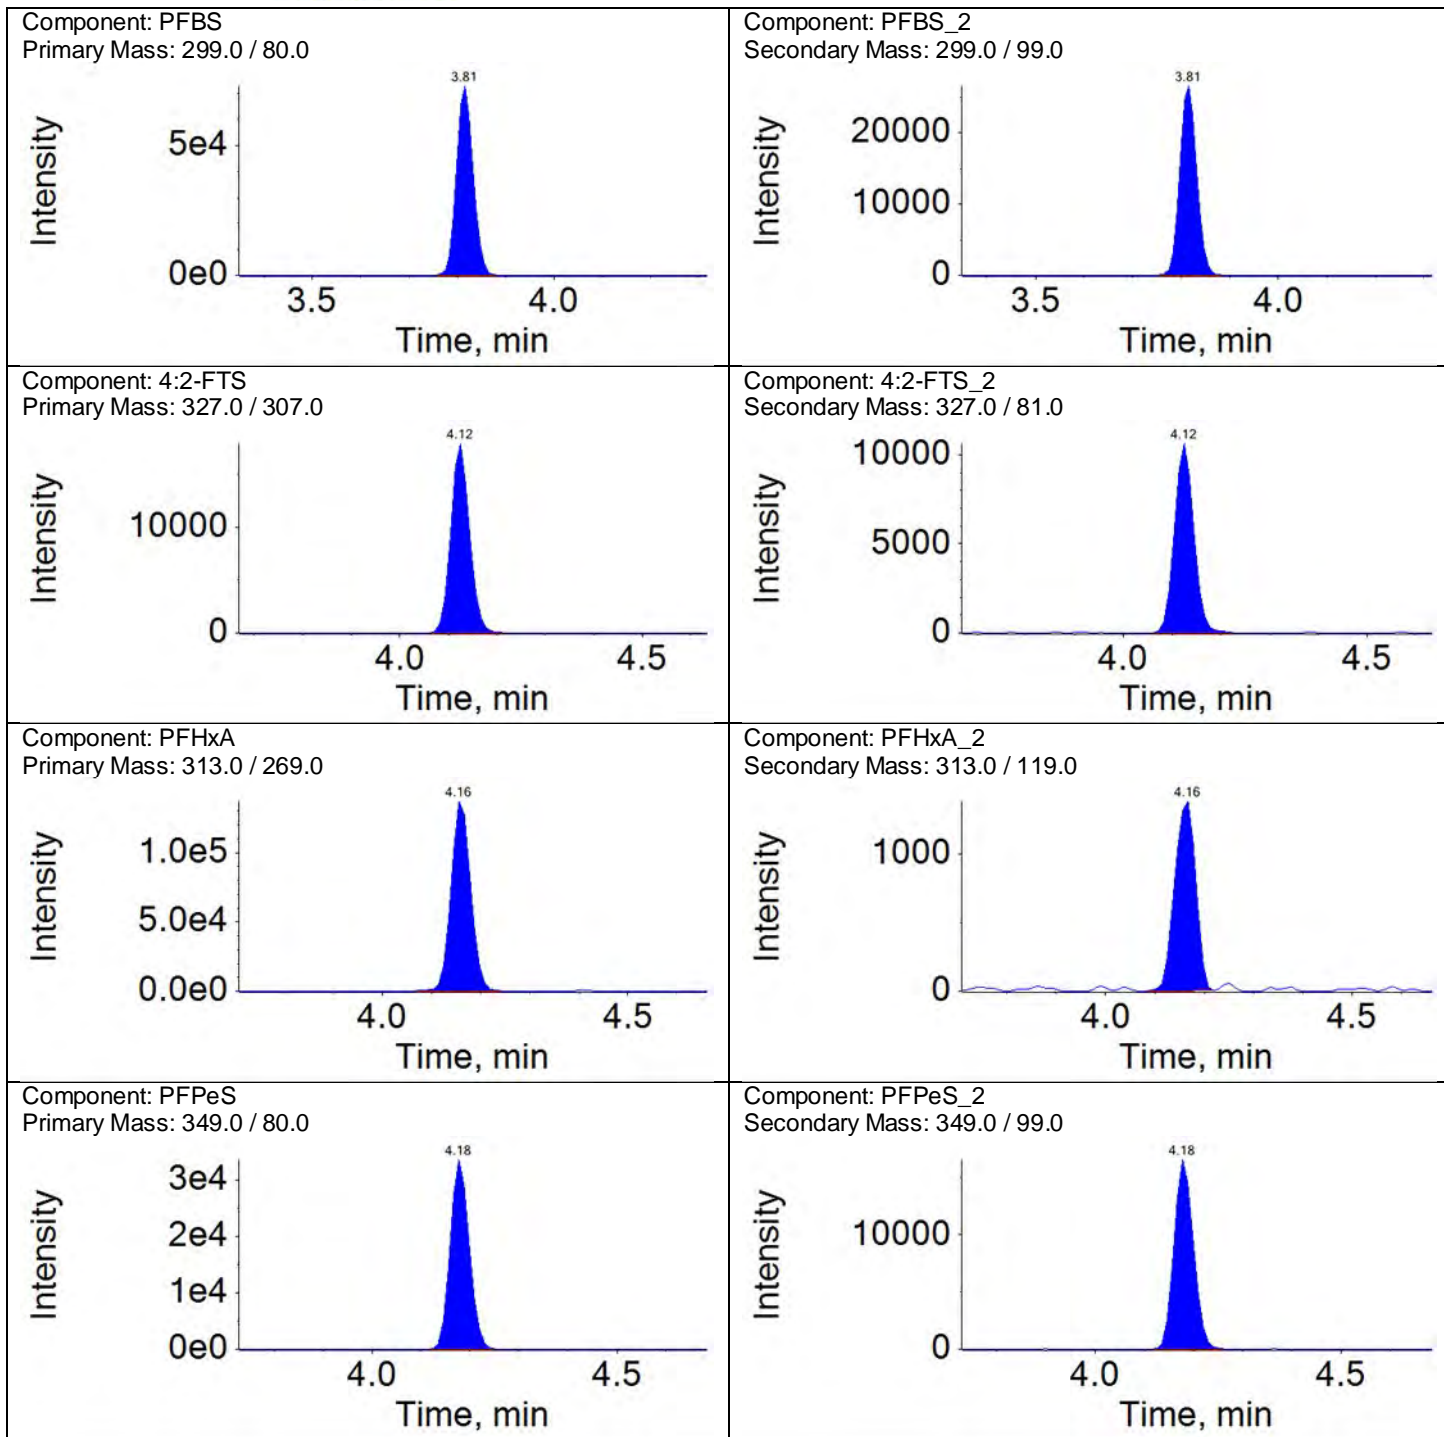 Component: PFBS
Primary Mass: 299.0 / 80.0
3.81
Intensity
5e4
0e0
3.5
4.0
Time, min
Component: PFBS_2
Secondary Mass: 299.0 / 99.0
3.81
Intensity
20000
10000
0
3.5
4.0
Time, min
Component: 4:2-FTS
Primary Mass: 327.0 / 307.0
4.12
Intensity
10000
0
4.0
4.5
Time, min
Component: 4:2-FTS_2
Secondary Mass: 327.0 / 81.0
4.12
Intensity
10000
5000
0
4.0
4.5
Time, min
Component: PFHxA
Primary Mass: 313.0 / 269.0
4.16
Intensity
1.0e5
5.0e4
0.0e0
4.0
4.5
Time, min
Component: PFHxA_2
Secondary Mass: 313.0 / 119.0
4.16
Intensity
1000
0
4.0
4.5
Time, min
Component: PFPeS
Primary Mass: 349.0 / 80.0
4.18
Intensity
3e4
2e4
1e4
0e0
4.0
4.5
Time, min
Component: PFPeS_2
Secondary Mass: 349.0 / 99.0
4.18
Intensity
10000
0
4.0
4.5
Time, min